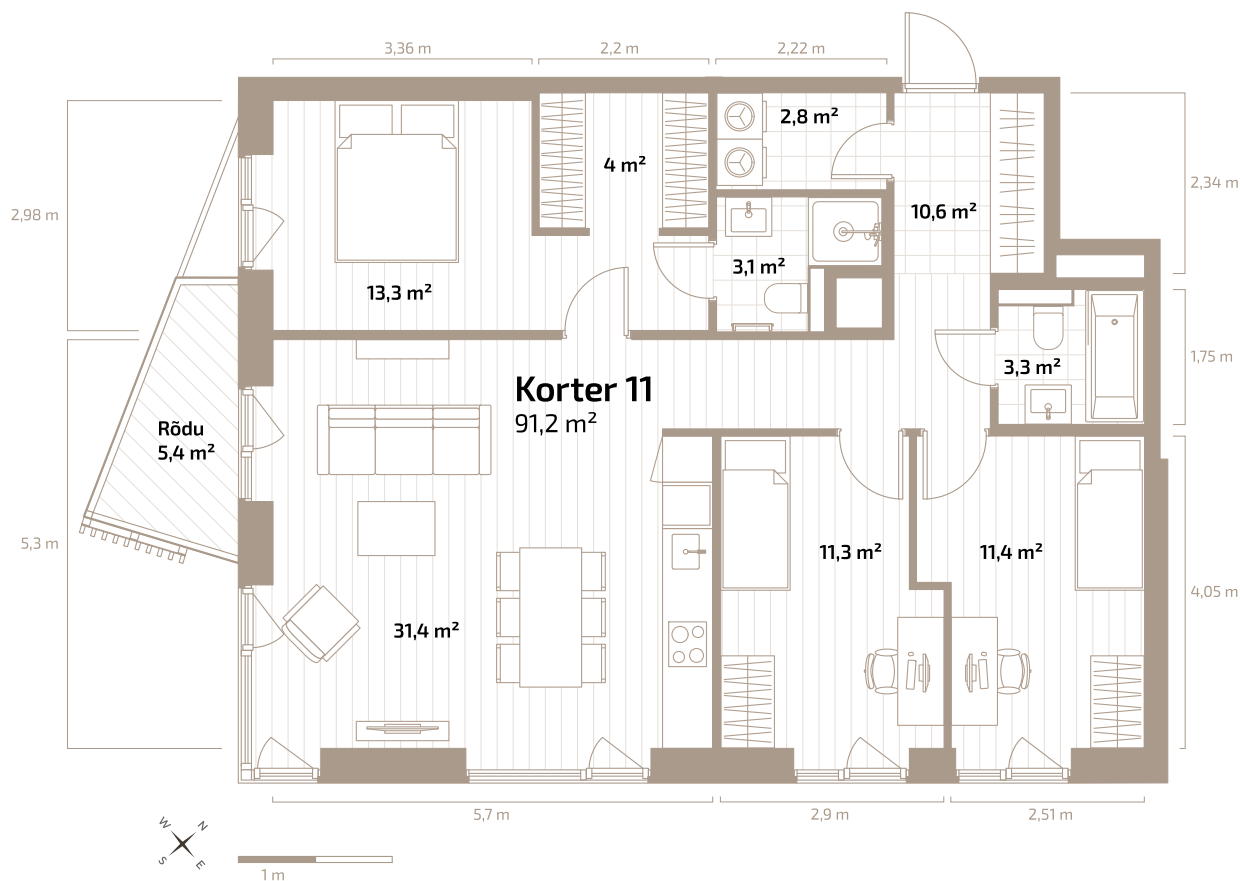 3,36 m
2,2 m
2,22 m
2,8 m²
4 m²
2,34 m
2,98 m
10,6 m²
3,1 m²
13,3 m²
1,75 m
3,3 m²
Korter 11
91,2 m²
Rõdu
5,4 m²
5,3 m
11,3 m²
11,4 m²
4,05 m
31,4 m²
5,7 m
2,9 m
2,51 m
W
N
S
E
1 m